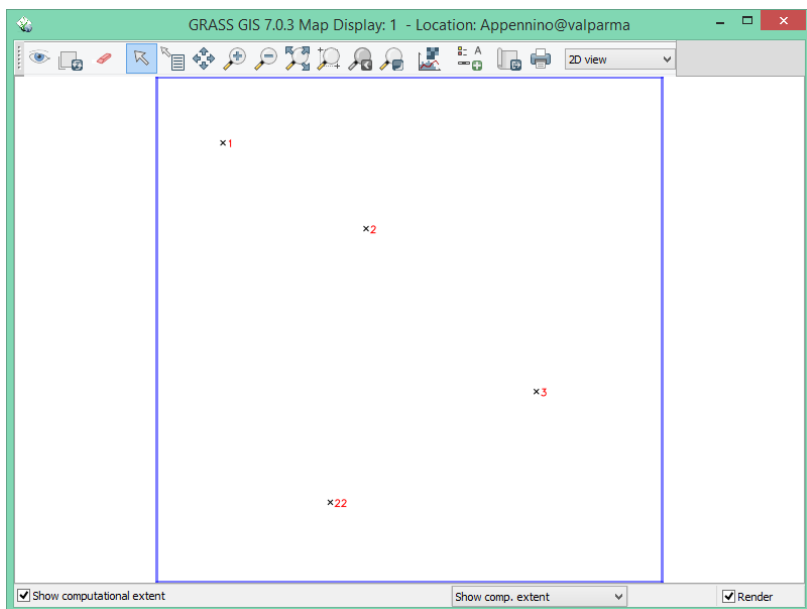 GRASS GIS 7.0.3 Map Display: 1 - Location: Appennino@valparma
2D view
×1
×2
×3
×22
Show computational extent
Show comp. extent
Render